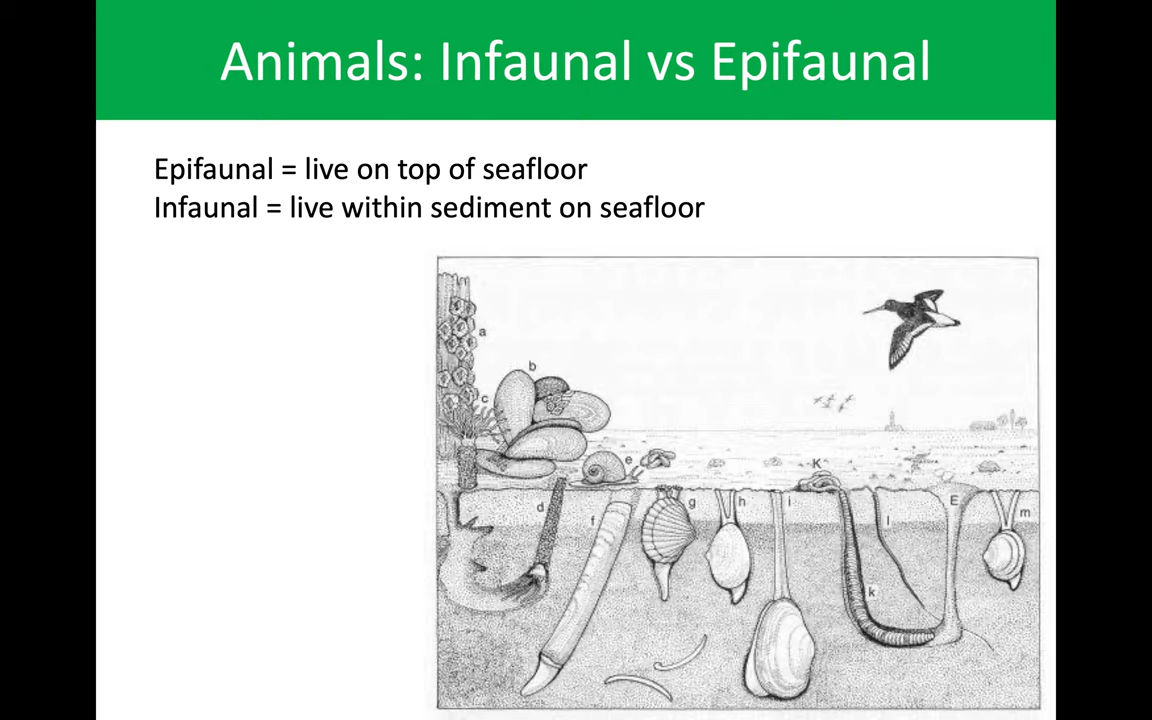 Animals: Infaunal vs Epifaunal
Epifaunal = live on top of seafloor
Infaunal = live within sediment on seafloor
a
b
c
e
K
d
f
g
h
i
l
E
m
k